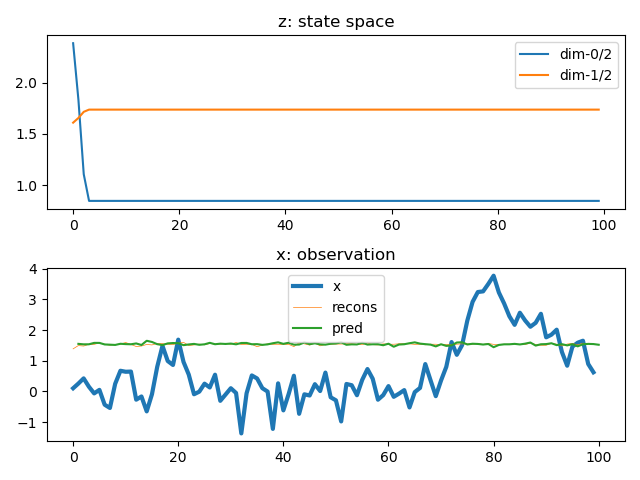 z: state space
2.0
1.5
1.0
dim-0/2
dim-1/2
0 20 40 60 80 100
x: observation
4
3
2
1
0
−1
x
recons
pred
0 20 40 60 80 100